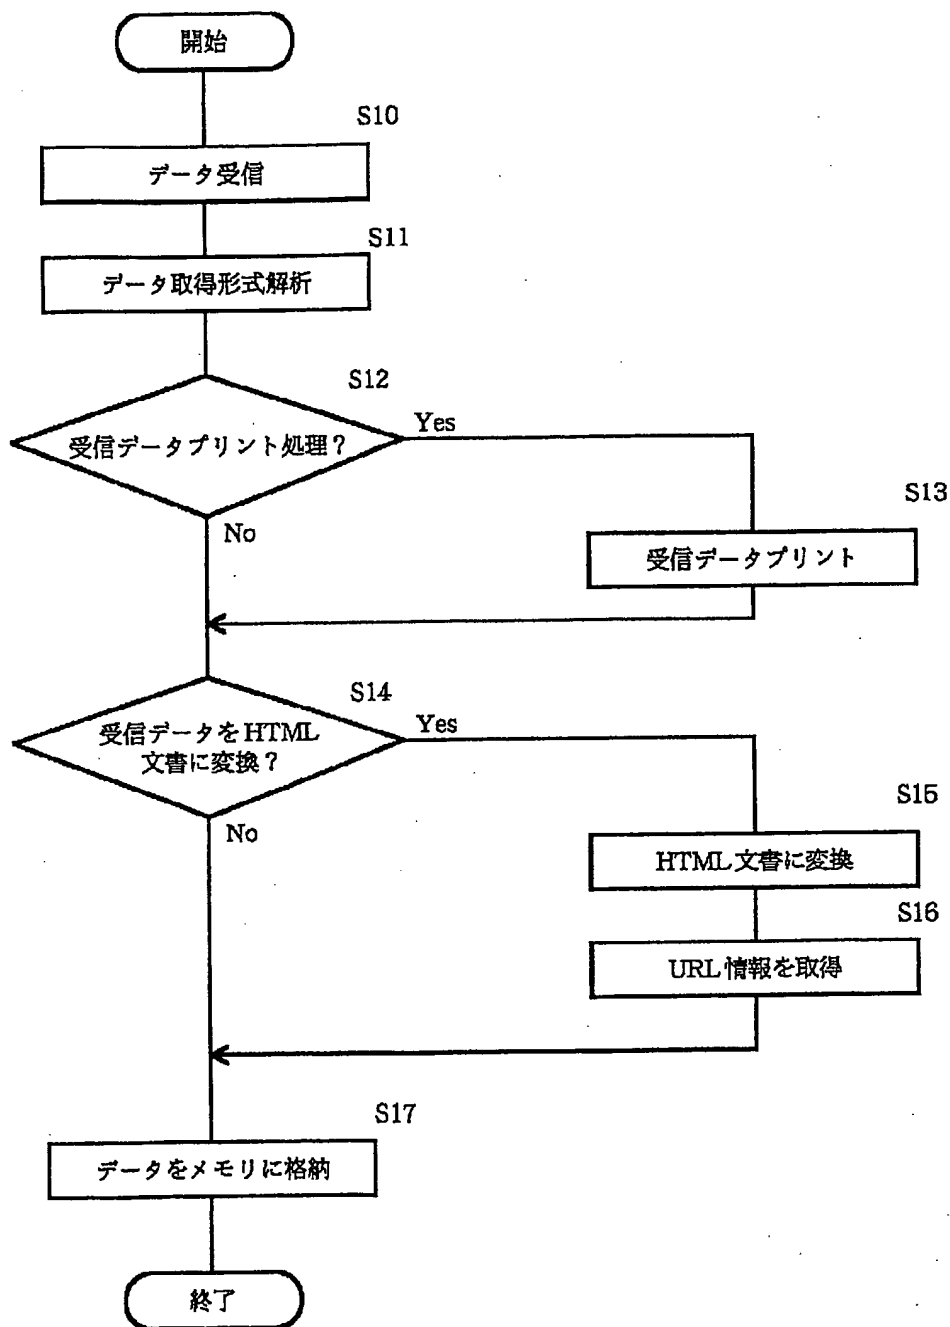 開始
S10
データ受信
S11
データ取得形式解析
S12
受信データプリント処理？
Yes
No
S13
受信データプリント
S14
受信データをHTML
文書に変換？
Yes
No
S15
HTML文書に変換
S16
URL情報を取得
S17
データをメモリに格納
終了